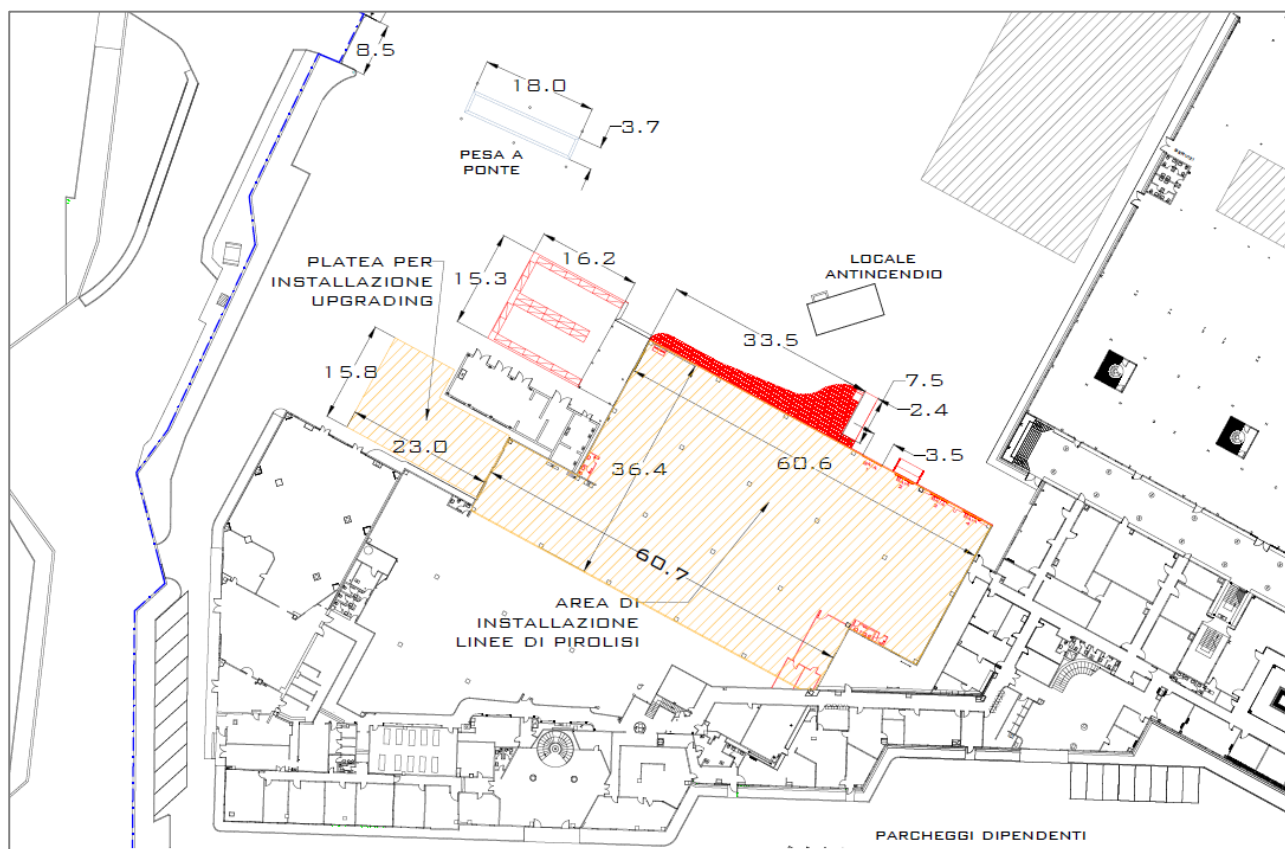 8.5
18.0
3.7
PESA A
PONTE
PLATEA PER
INSTALLAZIONE
UPGRADING
16.2
15.3
LOCALE
ANTINCENDIO
33.5
15.8
7.5
2.4
23.0
36.4
60.6
3.5
60.7
AREA DI
INSTALLAZIONE
LINEE DI PIROLISI
PARCHEGGI DIPENDENTI